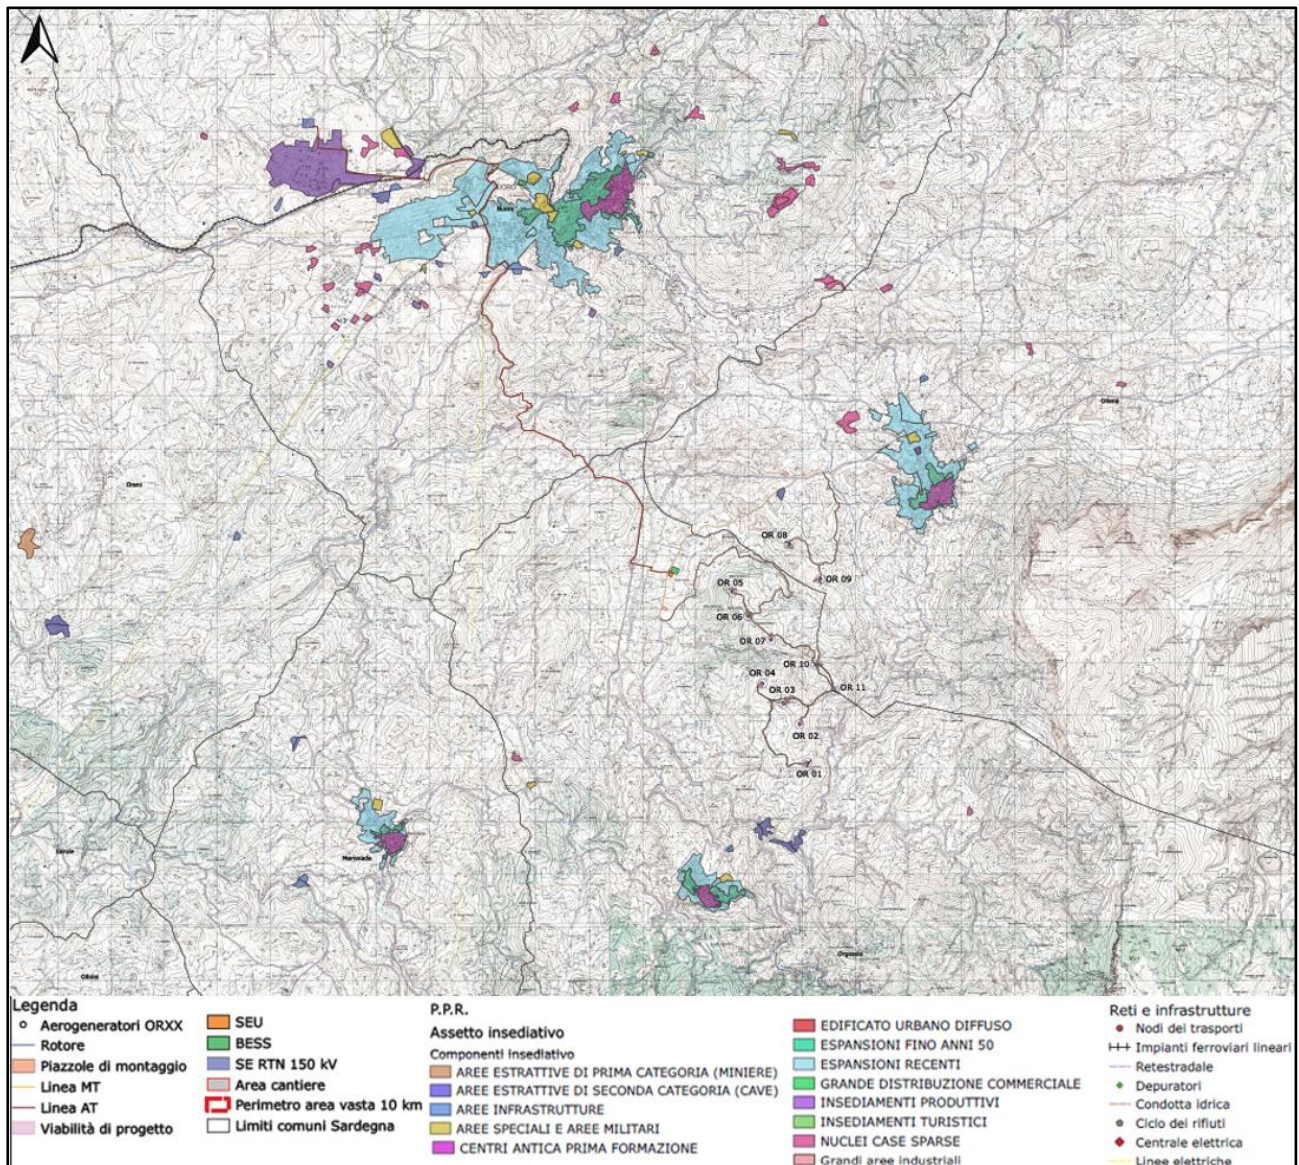 Nuoro
Oliena
Orani
OR 08
OR 09
OR 05
OR 06
OR 07
OR 10
OR 04
OR 11
OR 03
OR 02
OR 01
Mamoiada
Orgosolo
Ollolai
Legenda
Aerogeneratori ORXX
Rotore
Piazzole di montaggio
Linea MT
Linea AT
Viabilità di progetto
SEU
BESS
SE RTN 150 kV
Area cantiere
Perimetro area vasta 10 km
Limiti comuni Sardegna
P.P.R.
Assetto insediativo
Componenti insediativo
AREE ESTRATTIVE DI PRIMA CATEGORIA (MINIERE)
AREE ESTRATTIVE DI SECONDA CATEGORIA (CAVE)
AREE INFRASTRUTTURE
AREE SPECIALI E AREE MILITARI
CENTRI ANTICA PRIMA FORMAZIONE
EDIFICATO URBANO DIFFUSO
ESPANSIONI FINO ANNI 50
ESPANSIONI RECENTI
GRANDE DISTRIBUZIONE COMMERCIALE
INSEDIAMENTI PRODUTTIVI
INSEDIAMENTI TURISTICI
NUCLEI CASE SPARSE
Grandi aree industriali
Reti e infrastrutture
Nodi dei trasporti
Impianti ferroviari lineari
Retestradale
Depuratori
Condotta idrica
Ciclo dei rifiuti
Centrale elettrica
Linee elettriche